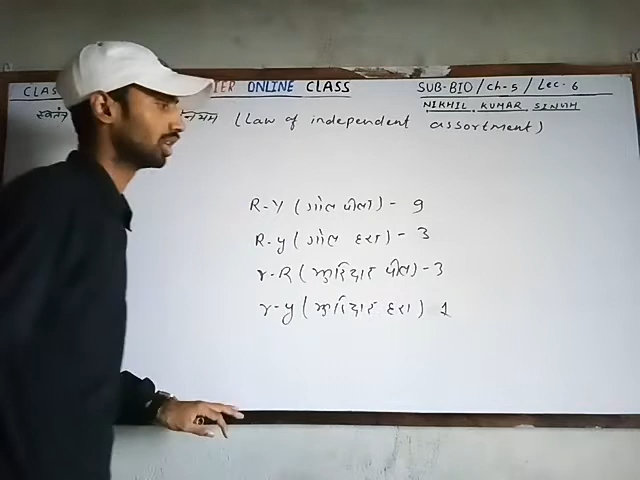 CLAS ER ONLINE CLASS
SUB-BIO/Ch-5/Lec.6
NIKHIL KUMAR SINGH
स्वतंत्र नियम (Law of independent assortment)
R-Y (गोल पीला) - 9
R-y (गोल हरा) - 3
r-R (झुर्रीदार पीला) - 3
r-y (झुर्रीदार हरा) 1